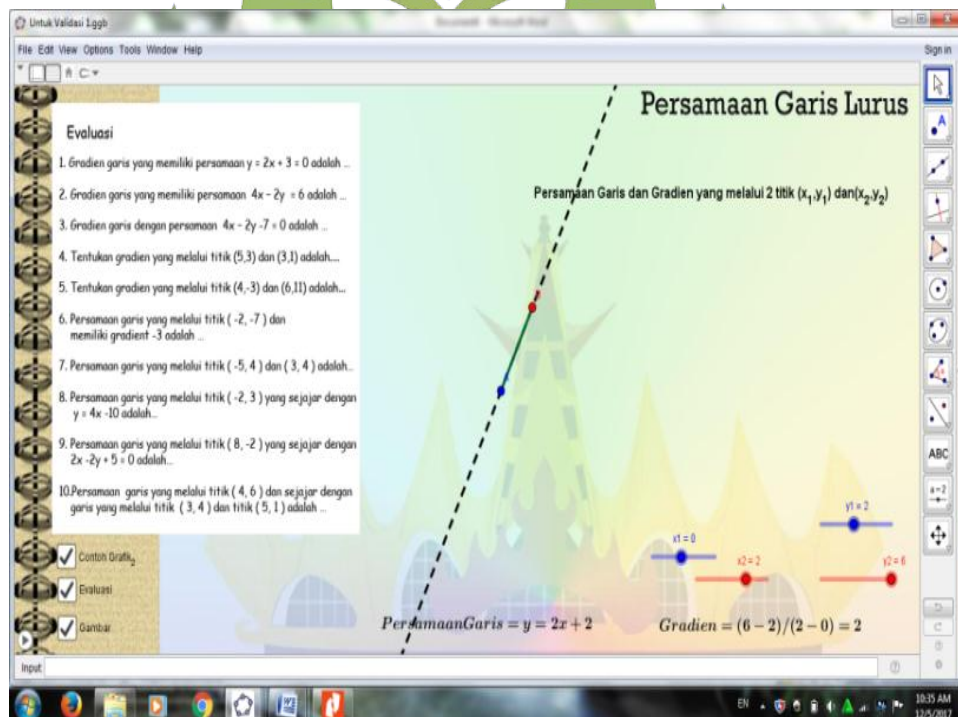 Untuk Validasi 1.ggb
File Edit View Options Tools Window Help
Sign in
Persamaan Garis Lurus
Persamaan Garis dan Gradien yang melalui 2 titik (x₁,y₁) dan(x₂,y₂)
Evaluasi
1. Gradien garis yang memiliki persamaan y = 2x + 3 = 0 adalah ...
2. Gradien garis yang memiliki persamaan 4x - 2y = 6 adalah ...
3. Gradien garis dengan persamaan 4x - 2y -7 = 0 adalah ...
4. Tentukan gradien yang melalui titik (5,3) dan (3,1) adalah....
5. Tentukan gradien yang melalui titik (4,-3) dan (6,11) adalah...
6. Persamaan garis yang melalui titik ( -2, -7 ) dan
memiliki gradient -3 adalah ...
7. Persamaan garis yang melalui titik ( -5, 4 ) dan ( 3, 4 ) adalah...
8. Persamaan garis yang melalui titik ( -2, 3 ) yang sejajar dengan
y = 4x -10 adalah...
9. Persamaan garis yang melalui titik ( 8, -2 ) yang sejajar dengan
2x -2y + 5 = 0 adalah...
10.Persamaan garis yang melalui titik ( 4, 6 ) dan sejajar dengan
garis yang melalui titik ( 3, 4 ) dan titik ( 5, 1 ) adalah ...
Contoh Grafik₂
Evaluasi
Gambar
y1 = 2
x1 = 0
x2 = 2
y2 = 6
PersamaanGaris = y = 2x + 2
Gradien = (6 − 2)/(2 − 0) = 2
ABC
a=2
Input
EN
10:35 AM
12/5/2017